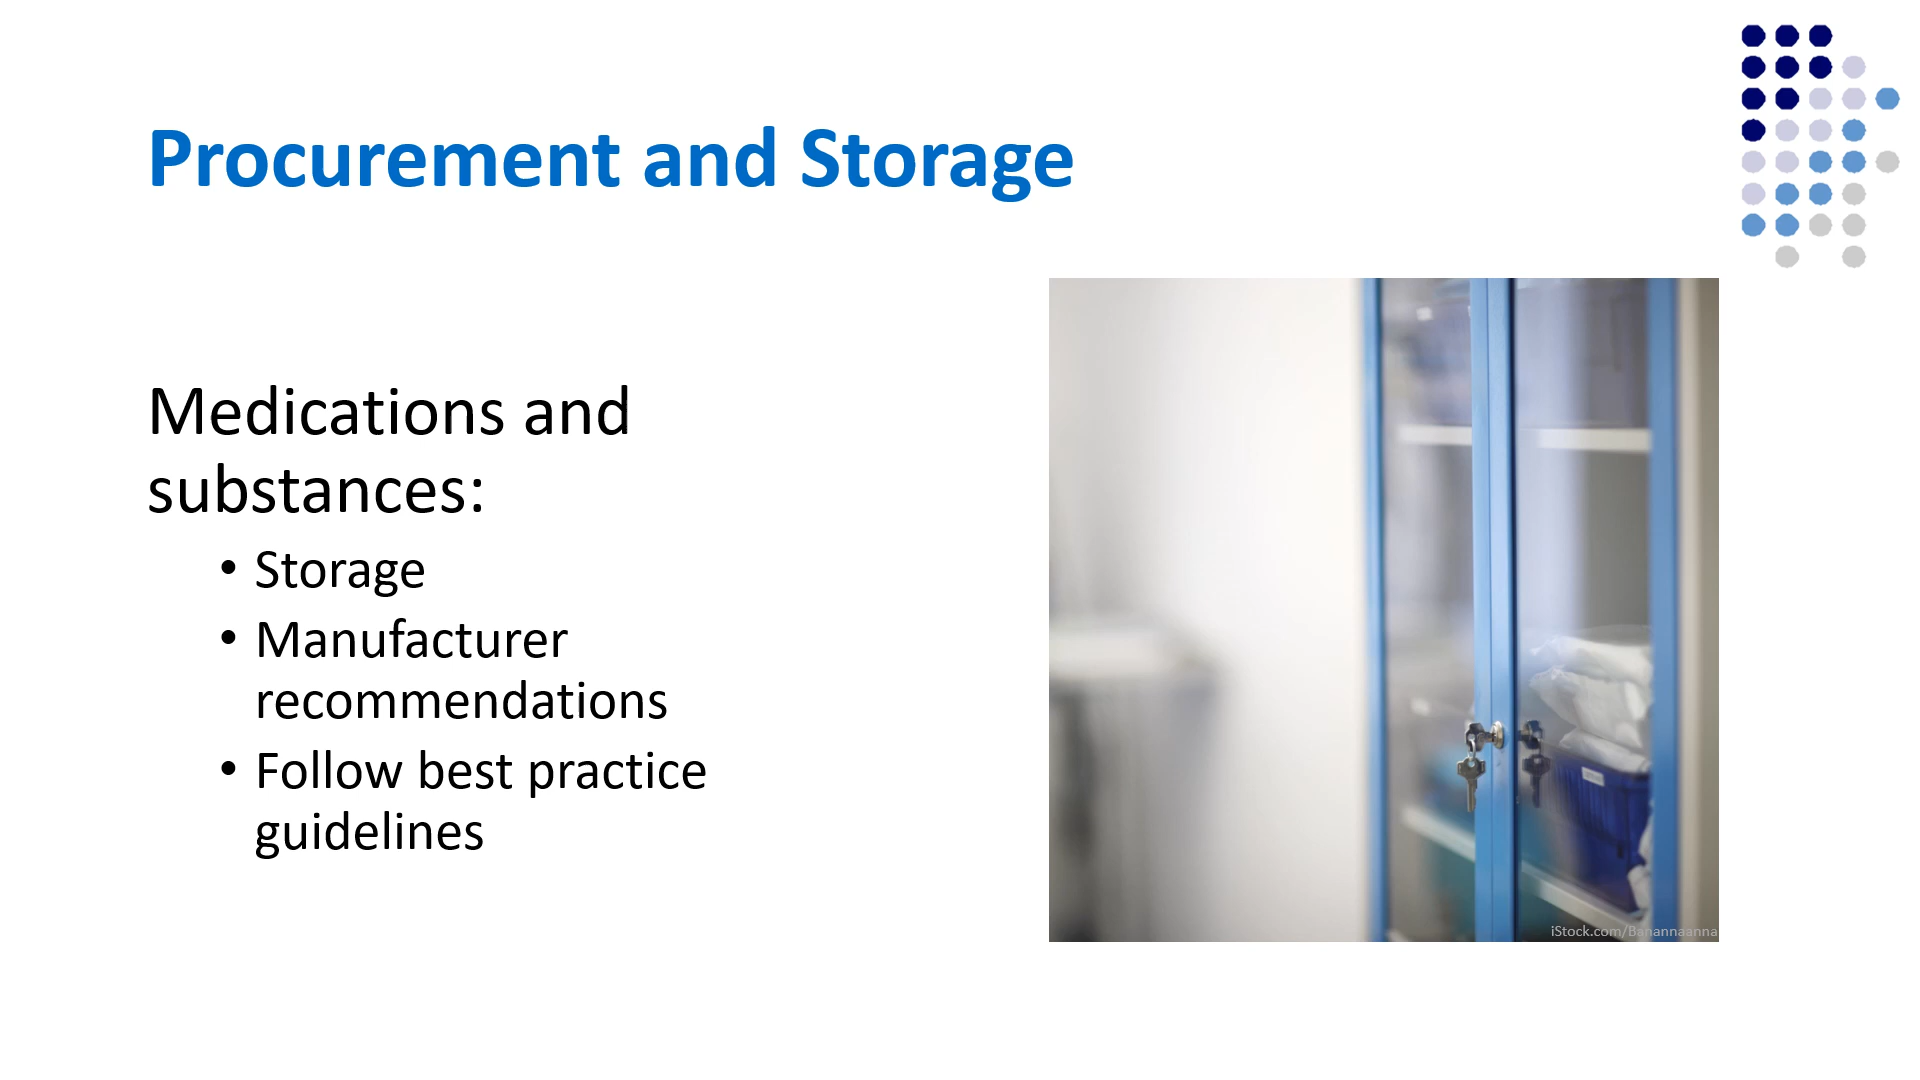 Procurement and Storage
Medications and
substances:
• Storage
• Manufacturer
recommendations
• Follow best practice
guidelines
iStock.com/Banannaanna